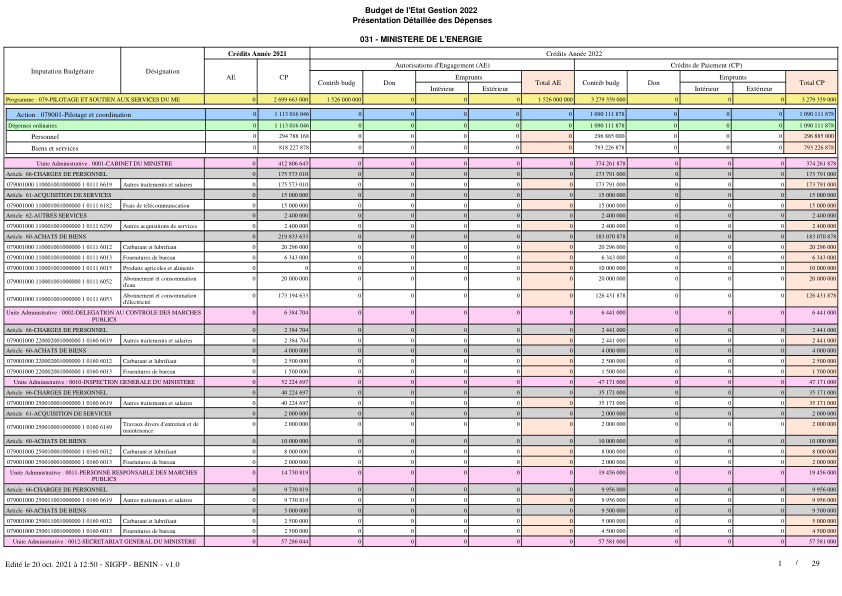 Budget de l'Etat Gestion 2022
Présentation Détaillée des Dépenses
031 - MINISTERE DE L'ENERGIE
Imputation Budgétaire Désignation Crédits Année 2021 Crédits Année 2022
AE CP Autorisations d'Engagement (AE) Crédits de Paiement (CP)
Contrib budg Don Emprunts Total AE Contrib budg Don Emprunts Total CP
Intérieur Extérieur Intérieur Extérieur
Programme : 079-PILOTAGE ET SOUTIEN AUX SERVICES DU ME 0 2 699 663 000 1 526 000 000 0 0 0 1 526 000 000 3 279 359 000 0 0 0 3 279 359 000
Action : 079001-Pilotage et coordination 0 1 113 016 046 0 0 0 0 0 1 090 111 878 0 0 0 1 090 111 878
Dépenses ordinaires 0 1 113 016 046 0 0 0 0 0 1 090 111 878 0 0 0 1 090 111 878
Personnel 0 294 788 168 0 0 0 0 0 296 885 000 0 0 0 296 885 000
Biens et services 0 818 227 878 0 0 0 0 0 793 226 878 0 0 0 793 226 878
Unite Administrative : 0001-CABINET DU MINISTRE 0 412 806 643 0 0 0 0 0 374 261 878 0 0 0 374 261 878
Article 66-CHARGES DE PERSONNEL 0 175 573 010 0 0 0 0 0 173 791 000 0 0 0 173 791 000
079001000 110001001000000 1 0111 6619 Autres traitements et salaires 0 175 573 010 0 0 0 0 0 173 791 000 0 0 0 173 791 000
Article 61-ACQUISITION DE SERVICES 0 15 000 000 0 0 0 0 0 15 000 000 0 0 0 15 000 000
079001000 110001001000000 1 0111 6182 Frais de télécommunication 0 15 000 000 0 0 0 0 0 15 000 000 0 0 0 15 000 000
Article 62-AUTRES SERVICES 0 2 400 000 0 0 0 0 0 2 400 000 0 0 0 2 400 000
079001000 110001001000000 1 0111 6299 Autres acquisitions de services 0 2 400 000 0 0 0 0 0 2 400 000 0 0 0 2 400 000
Article 60-ACHATS DE BIENS 0 219 833 633 0 0 0 0 0 183 070 878 0 0 0 183 070 878
079001000 110001001000000 1 0111 6012 Carburant et lubrifiant 0 20 296 000 0 0 0 0 0 20 296 000 0 0 0 20 296 000
079001000 110001001000000 1 0111 6013 Fournitures de bureau 0 6 343 000 0 0 0 0 0 6 343 000 0 0 0 6 343 000
079001000 110001001000000 1 0111 6015 Produits agricoles et aliments 0 0 0 0 0 0 0 10 000 000 0 0 0 10 000 000
079001000 110001001000000 1 0111 6052 Abonnement et consommation d'eau 0 20 000 000 0 0 0 0 0 20 000 000 0 0 0 20 000 000
079001000 110001001000000 1 0111 6053 Abonnement et consommation d'électricité 0 173 194 633 0 0 0 0 0 126 431 878 0 0 0 126 431 878
Unite Administrative : 0002-DELEGATION AU CONTROLE DES MARCHES PUBLICS 0 6 384 704 0 0 0 0 0 6 441 000 0 0 0 6 441 000
Article 66-CHARGES DE PERSONNEL 0 2 384 704 0 0 0 0 0 2 441 000 0 0 0 2 441 000
079001000 220002001000000 1 0160 6619 Autres traitements et salaires 0 2 384 704 0 0 0 0 0 2 441 000 0 0 0 2 441 000
Article 60-ACHATS DE BIENS 0 4 000 000 0 0 0 0 0 4 000 000 0 0 0 4 000 000
079001000 220002001000000 1 0160 6012 Carburant et lubrifiant 0 2 500 000 0 0 0 0 0 2 500 000 0 0 0 2 500 000
079001000 220002001000000 1 0160 6013 Fournitures de bureau 0 1 500 000 0 0 0 0 0 1 500 000 0 0 0 1 500 000
Unite Administrative : 0010-INSPECTION GENERALE DU MINISTERE 0 52 224 697 0 0 0 0 0 47 171 000 0 0 0 47 171 000
Article 66-CHARGES DE PERSONNEL 0 40 224 697 0 0 0 0 0 35 171 000 0 0 0 35 171 000
079001000 250010001000000 1 0160 6619 Autres traitements et salaires 0 40 224 697 0 0 0 0 0 35 171 000 0 0 0 35 171 000
Article 61-ACQUISITION DE SERVICES 0 2 000 000 0 0 0 0 0 2 000 000 0 0 0 2 000 000
079001000 250010001000000 1 0160 6149 Travaux divers d'entretien et de maintenance 0 2 000 000 0 0 0 0 0 2 000 000 0 0 0 2 000 000
Article 60-ACHATS DE BIENS 0 10 000 000 0 0 0 0 0 10 000 000 0 0 0 10 000 000
079001000 250010001000000 1 0160 6012 Carburant et lubrifiant 0 8 000 000 0 0 0 0 0 8 000 000 0 0 0 8 000 000
079001000 250010001000000 1 0160 6013 Fournitures de bureau 0 2 000 000 0 0 0 0 0 2 000 000 0 0 0 2 000 000
Unite Administrative : 0011-PERSONNE RESPONSABLE DES MARCHES PUBLICS 0 14 730 819 0 0 0 0 0 19 456 000 0 0 0 19 456 000
Article 66-CHARGES DE PERSONNEL 0 9 730 819 0 0 0 0 0 9 956 000 0 0 0 9 956 000
079001000 250011001000000 1 0160 6619 Autres traitements et salaires 0 9 730 819 0 0 0 0 0 9 956 000 0 0 0 9 956 000
Article 60-ACHATS DE BIENS 0 5 000 000 0 0 0 0 0 9 500 000 0 0 0 9 500 000
079001000 250011001000000 1 0160 6012 Carburant et lubrifiant 0 2 500 000 0 0 0 0 0 5 000 000 0 0 0 5 000 000
079001000 250011001000000 1 0160 6013 Fournitures de bureau 0 2 500 000 0 0 0 0 0 4 500 000 0 0 0 4 500 000
Unite Administrative : 0012-SECRETARIAT GENERAL DU MINISTERE 0 57 286 044 0 0 0 0 0 57 581 000 0 0 0 57 581 000
Edité le 20 oct. 2021 à 12:50 - SIGFP - BENIN - v1.0 1 / 29